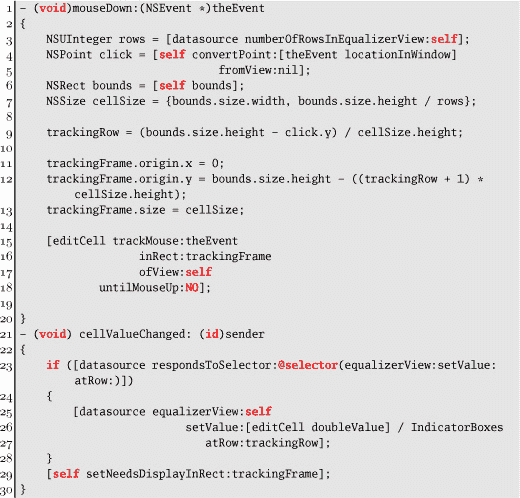 1 - (void)mouseDown:(NSEvent *)theEvent
2 {
3 NSUInteger rows = [datasource numberOfRowsInEqualizerView:self];
4 NSPoint click = [self convertPoint:[theEvent locationInWindow]
5 fromView:nil];
6 NSRect bounds = [self bounds];
7 NSSize cellSize = {bounds.size.width, bounds.size.height / rows};
8
9 trackingRow = (bounds.size.height - click.y) / cellSize.height;
10
11 trackingFrame.origin.x = 0;
12 trackingFrame.origin.y = bounds.size.height - ((trackingRow + 1) *
cellSize.height);
13 trackingFrame.size = cellSize;
14
15 [editCell trackMouse:theEvent
16 inRect:trackingFrame
17 ofView:self
18 untilMouseUp:NO];
19
20 }
21 - (void) cellValueChanged: (id)sender
22 {
23 if ([datasource respondsToSelector:@selector(equalizerView:setValue:
atRow:)])
24 {
25 [datasource equalizerView:self
26 setValue:[editCell doubleValue] / IndicatorBoxes
27 atRow:trackingRow];
28 }
29 [self setNeedsDisplayInRect:trackingFrame];
30 }